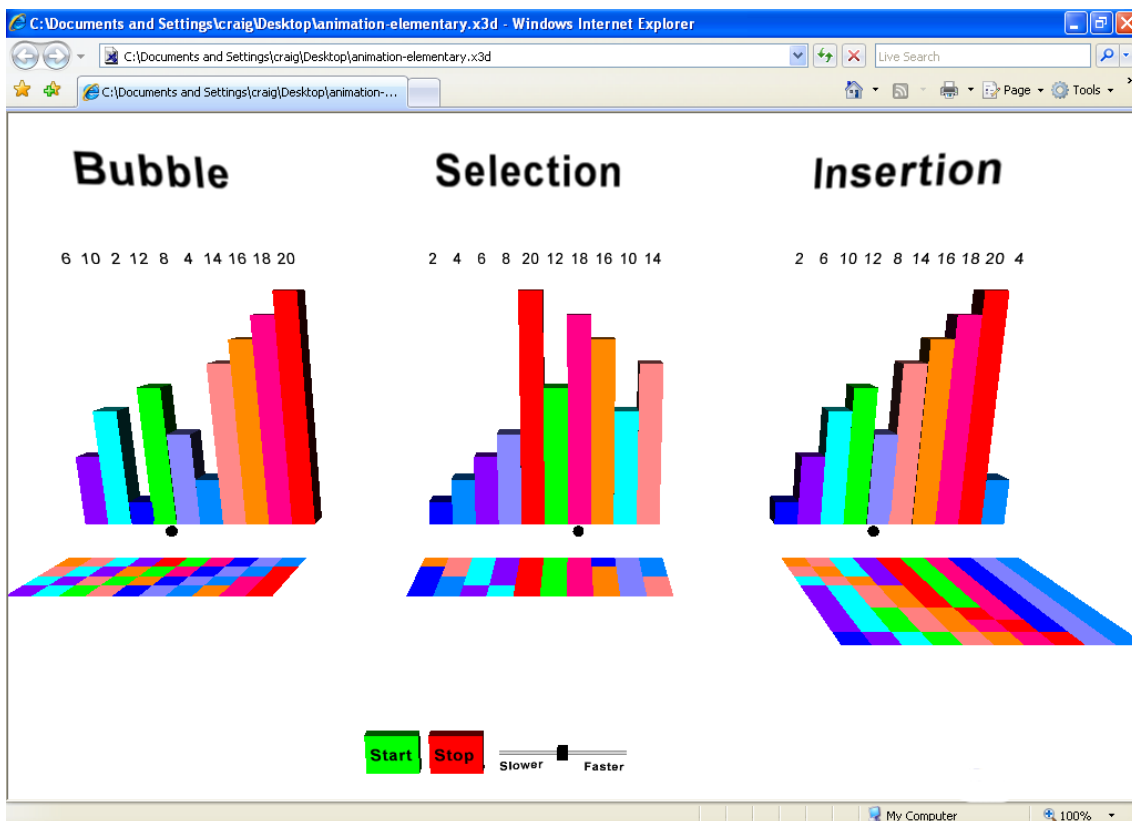 C:\Documents and Settings\craig\Desktop\animation-elementary.x3d - Windows Internet Explorer
C:\Documents and Settings\craig\Desktop\animation-elementary.x3d Live Search
C:\Documents and Settings\craig\Desktop\animation-... Page Tools
Bubble Selection Insertion
6 10 2 12 8 4 14 16 18 20 2 4 6 8 20 12 18 16 10 14 2 6 10 12 8 14 16 18 20 4
Start Stop Slower Faster
My Computer 100%